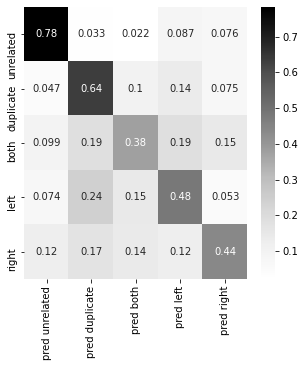 unrelated 0.78 0.033 0.022 0.087 0.076
duplicate 0.047 0.64 0.1 0.14 0.075
both 0.099 0.19 0.38 0.19 0.15
left 0.074 0.24 0.15 0.48 0.053
right 0.12 0.17 0.14 0.12 0.44
pred unrelated
pred duplicate
pred both
pred left
pred right
0.7
0.6
0.5
0.4
0.3
0.2
0.1